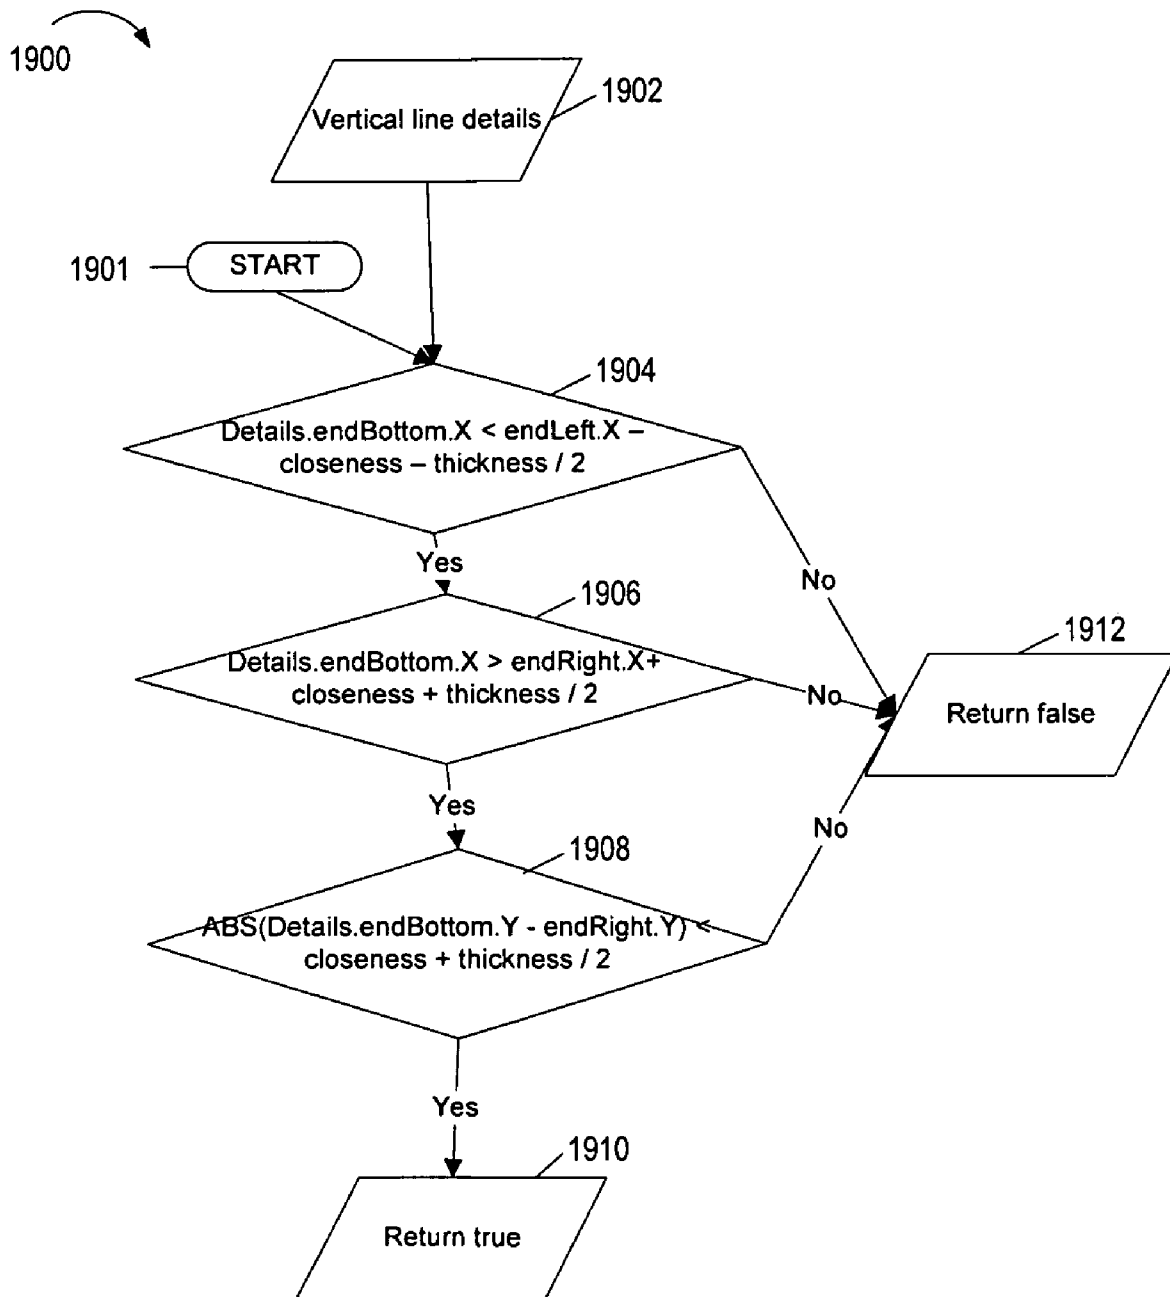 1900
1902
Vertical line details
1901
START
1904
Details.endBottom.X < endLeft.X –
closeness – thickness / 2
Yes
No
1906
Details.endBottom.X > endRight.X+
closeness + thickness / 2
No
1912
Return false
Yes
No
1908
ABS(Details.endBottom.Y - endRight.Y) <
closeness + thickness / 2
Yes
1910
Return true